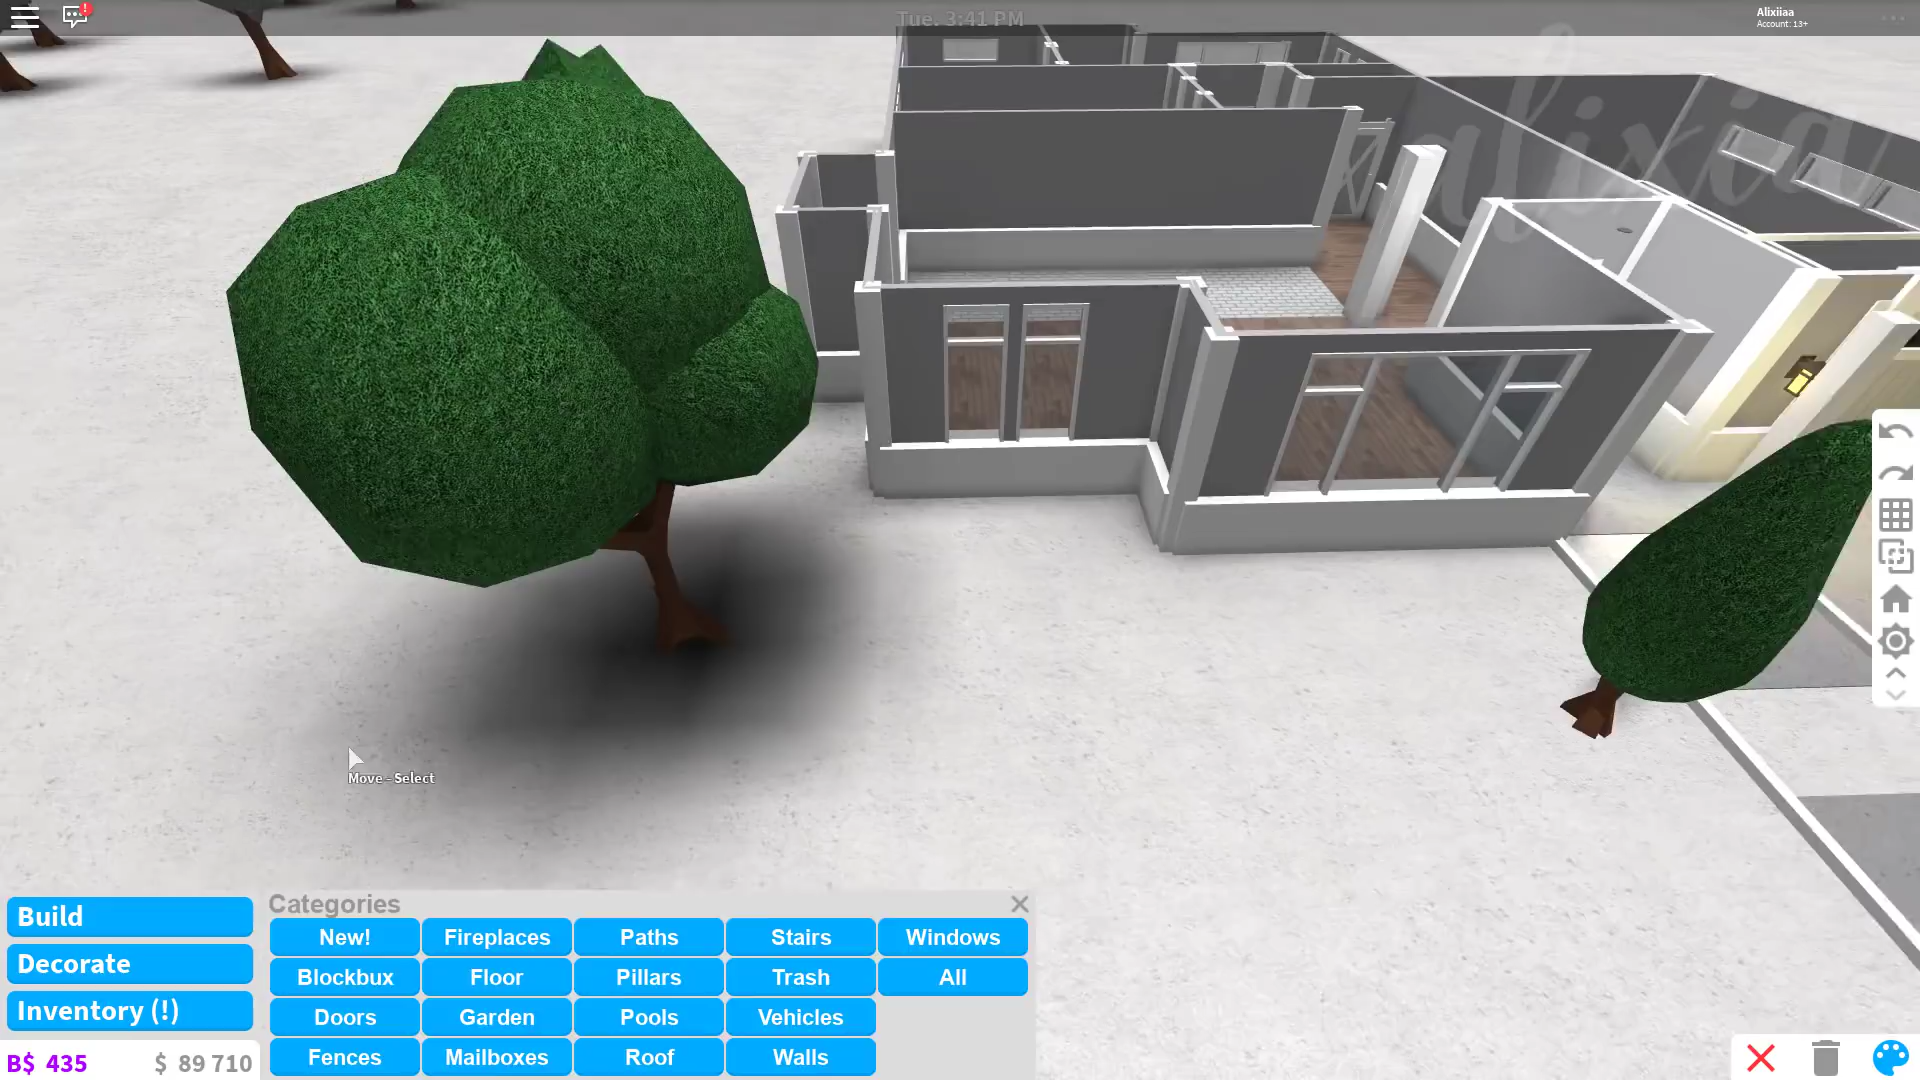 Tue. 3:41 PM
Alixiiaa
Account: 13+
alixia
Move - Select
Build
Decorate
Inventory (!)
B$ 435
$ 89 710
Categories
New!
Fireplaces
Paths
Stairs
Windows
Blockbux
Floor
Pillars
Trash
All
Doors
Garden
Pools
Vehicles
Fences
Mailboxes
Roof
Walls